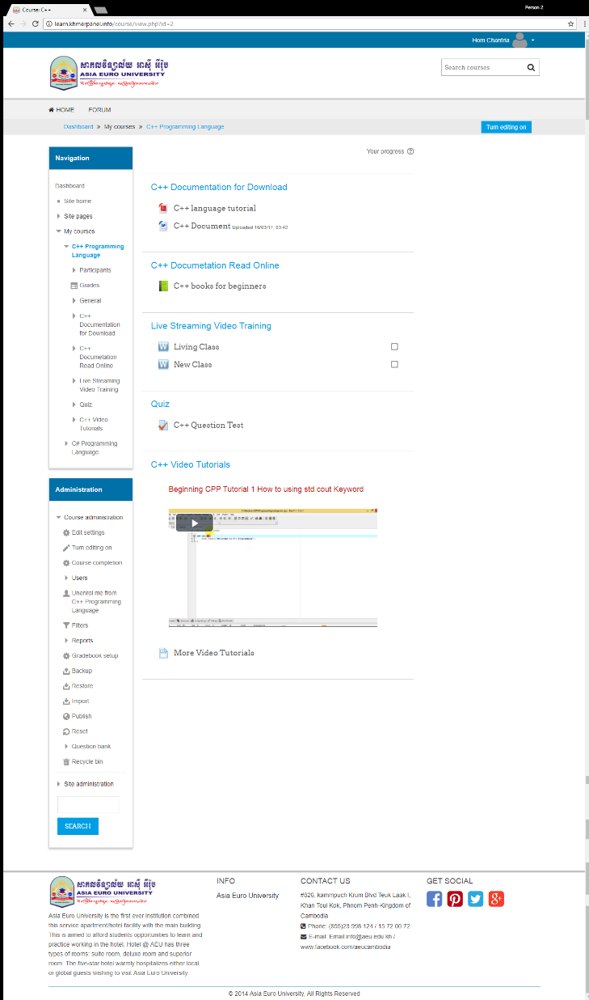 Course: C++
Person 2
learn.khmerpanel.info/course/view.php?id=2
Hom Chantria
សាកលវិទ្យាល័យ អាស៊ី អឺរ៉ុប
ASIA EURO UNIVERSITY
Search courses
HOME
FORUM
Dashboard » My courses » C++ Programming Language
Turn editing on
Navigation
Dashboard
Site home
Site pages
My courses
C++ Programming
Language
Participants
Grades
General
C++
Documentation
for Download
C++
Documetation
Read Online
Live Streaming
Video Training
Quiz
C++ Video
Tutorials
C# Programming
Language
Administration
Course administration
Edit settings
Turn editing on
Course completion
Users
Unenrol me from
C++ Programming
Language
Filters
Reports
Gradebook setup
Backup
Restore
Import
Publish
Reset
Question bank
Recycle bin
Site administration
SEARCH
Your progress
C++ Documentation for Download
C++ language tutorial
C++ Document Uploaded 16/03/17, 03:42
C++ Documetation Read Online
C++ books for beginners
Live Streaming Video Training
Living Class
New Class
Quiz
C++ Question Test
C++ Video Tutorials
Beginning CPP Tutorial 1 How to using std cout Keyword
More Video Tutorials
សាកលវិទ្យាល័យ អាស៊ី អឺរ៉ុប
ASIA EURO UNIVERSITY
Asia Euro University is the first ever institution combined
this service apartment/hotel facility with the main building.
This is aimed to afford students opportunities to learn and
practice working in the hotel. Hotel @ AEU has three
types of rooms: suite room, deluxe room and superior
room. The five-star hotel warmly hospitalizes either local
or global guests wishing to visit Asia Euro University.
INFO
Asia Euro University
CONTACT US
#826, kammpuch Krum Blvd Teuk Laak I,
Khan Toul Kok, Phnom Penh-Kingdom of
Cambodia
Phone: (855)23 998 124 / 15 72 00 72
E-mail: Email:info@aeu.edu.kh /
www.facebook.com/aeucambodia
GET SOCIAL
© 2014 Asia Euro University, All Rights Reserved